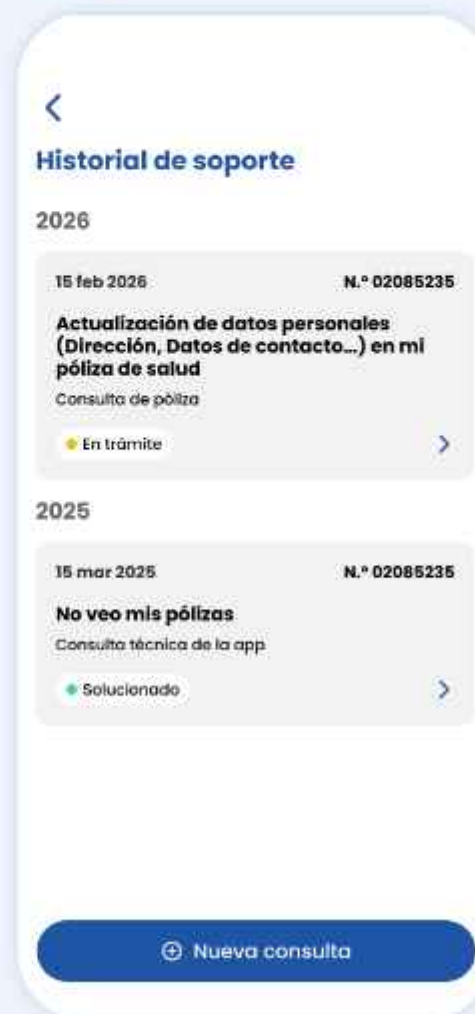 Historial de soporte
2026
15 feb 2026 N.º 02085235
Actualización de datos personales
(Dirección, Datos de contacto...) en mi
póliza de salud
Consulta de póliza
En trámite
2025
15 mar 2025 N.º 02085235
No veo mis pólizas
Consulta técnica de la app
Solucionado
Nueva consulta